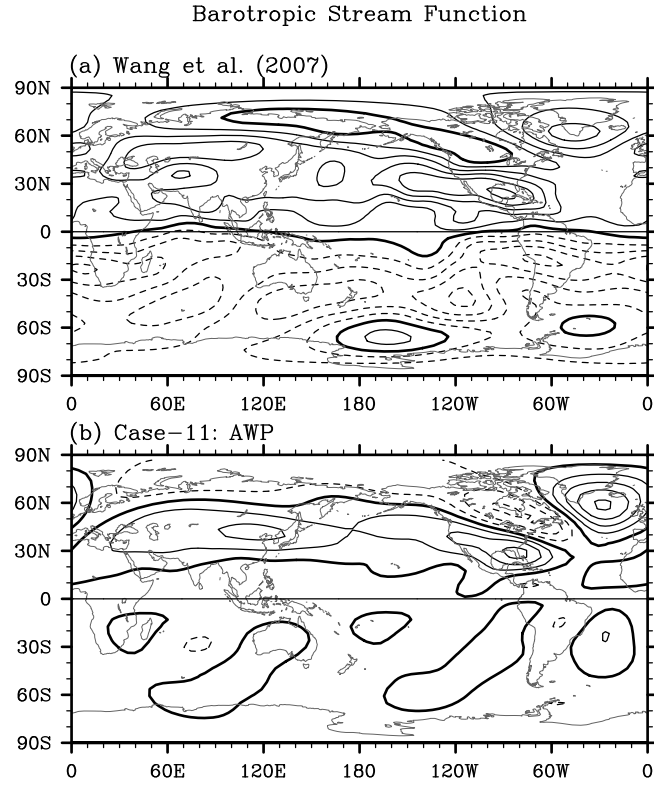 Barotropic Stream Function
(a) Wang et al. (2007)
90N
60N
30N
0
30S
60S
90S
0 60E 120E 180 120W 60W 0
(b) Case-11: AWP
90N
60N
30N
0
30S
60S
90S
0 60E 120E 180 120W 60W 0